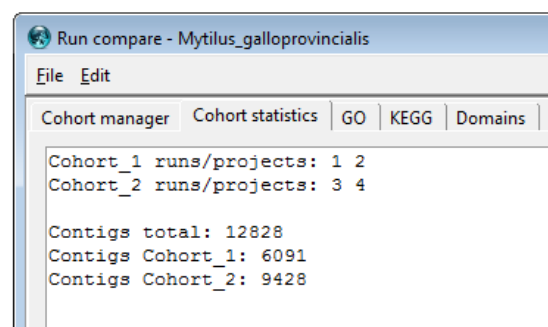 Run compare - Mytilus_galloprovincialis
File Edit
Cohort manager Cohort statistics GO KEGG Domains
Cohort_1 runs/projects: 1 2
Cohort_2 runs/projects: 3 4
Contigs total: 12828
Contigs Cohort_1: 6091
Contigs Cohort_2: 9428